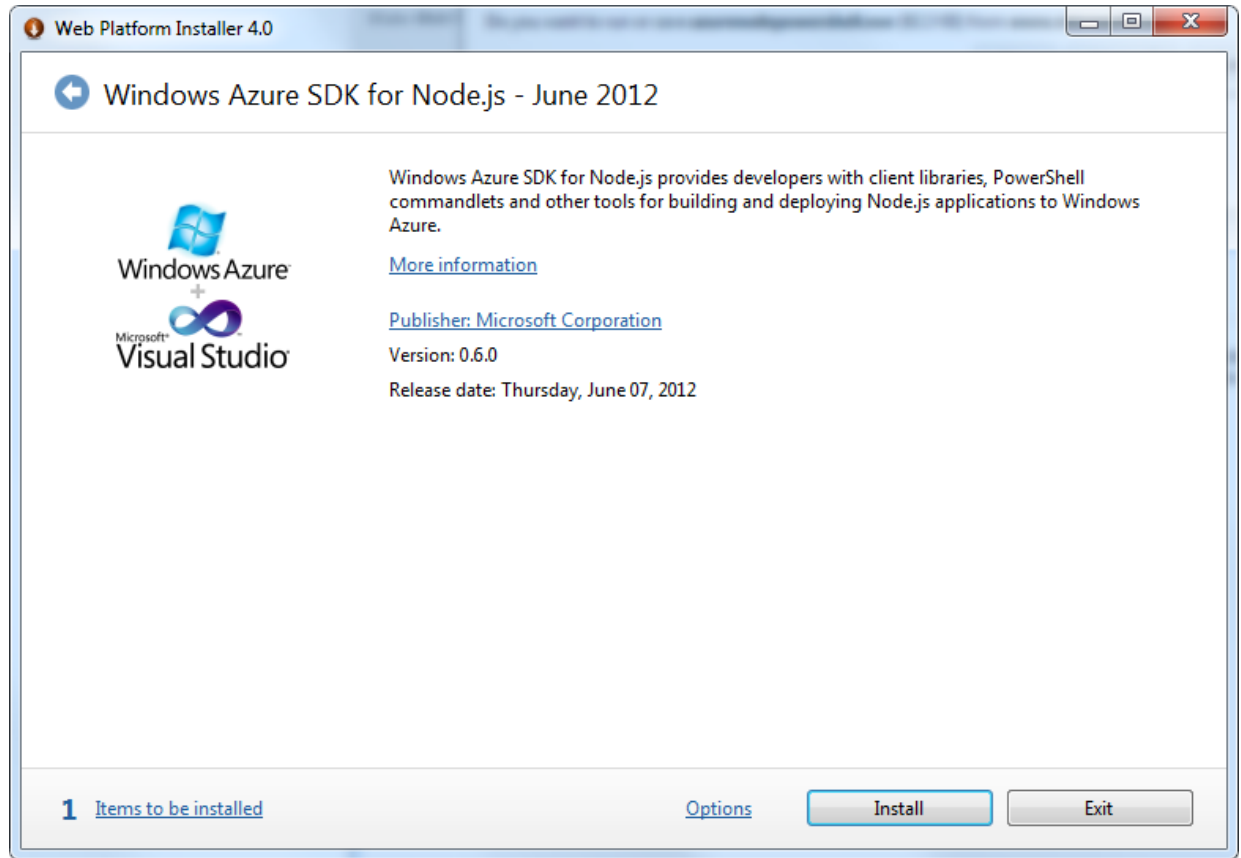 Web Platform Installer 4.0
Windows Azure SDK for Node.js - June 2012
Windows Azure SDK for Node.js provides developers with client libraries, PowerShell
commandlets and other tools for building and deploying Node.js applications to Windows
Azure.
More information
Publisher: Microsoft Corporation
Version: 0.6.0
Release date: Thursday, June 07, 2012
Windows Azure
+
Microsoft
Visual Studio
1 Items to be installed
Options
Install
Exit